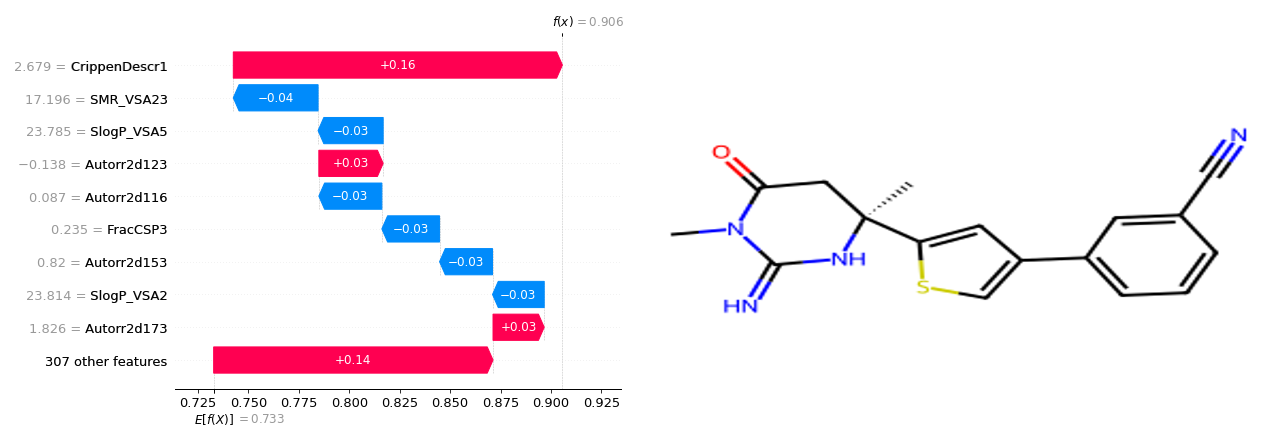 f(x) = 0.906
2.679 = CrippenDescr1 +0.16
17.196 = SMR_VSA23 −0.04
23.785 = SlogP_VSA5 −0.03
−0.138 = Autorr2d123 +0.03
0.087 = Autorr2d116 −0.03
0.235 = FracCSP3 −0.03
0.82 = Autorr2d153 −0.03
23.814 = SlogP_VSA2 −0.03
1.826 = Autorr2d173 +0.03
307 other features +0.14
0.725 0.750 0.775 0.800 0.825 0.850 0.875 0.900 0.925
E[f(X)] = 0.733
N
O
N
NH
S
HN